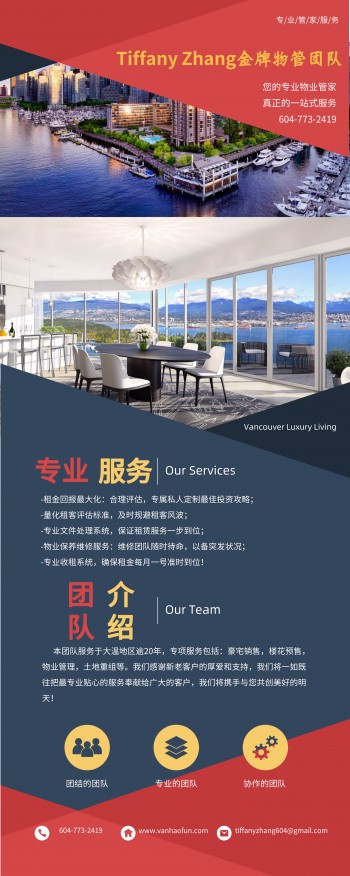 专/业/管/家/服/务
Tiffany Zhang金牌物管团队
您的专业物业管家
真正的一站式服务
604-773-2419
Vancouver Luxury Living
专业 服务 Our Services
-租金回报最大化：合理评估，专属私人定制最佳投资攻略；
-量化租客评估标准，及时规避租客风波；
-专业文件处理系统，保证租赁服务一步到位；
-物业保养维修服务：维修团队随时待命，以备突发状况；
-专业收租系统，确保租金每月一号准时到位！
团 介
队 绍
Our Team
本团队服务于大温地区逾20年，专项服务包括：豪宅销售，楼花预售，
物业管理，土地重组等。我们感谢新老客户的厚爱和支持，我们将一如既
往把最专业贴心的服务奉献给广大的客户，我们将携手与您共创美好的明
天！
团结的团队
专业的团队
协作的团队
604-773-2419
www.vanhaofun.com
tiffanyzhang604@gmail.com